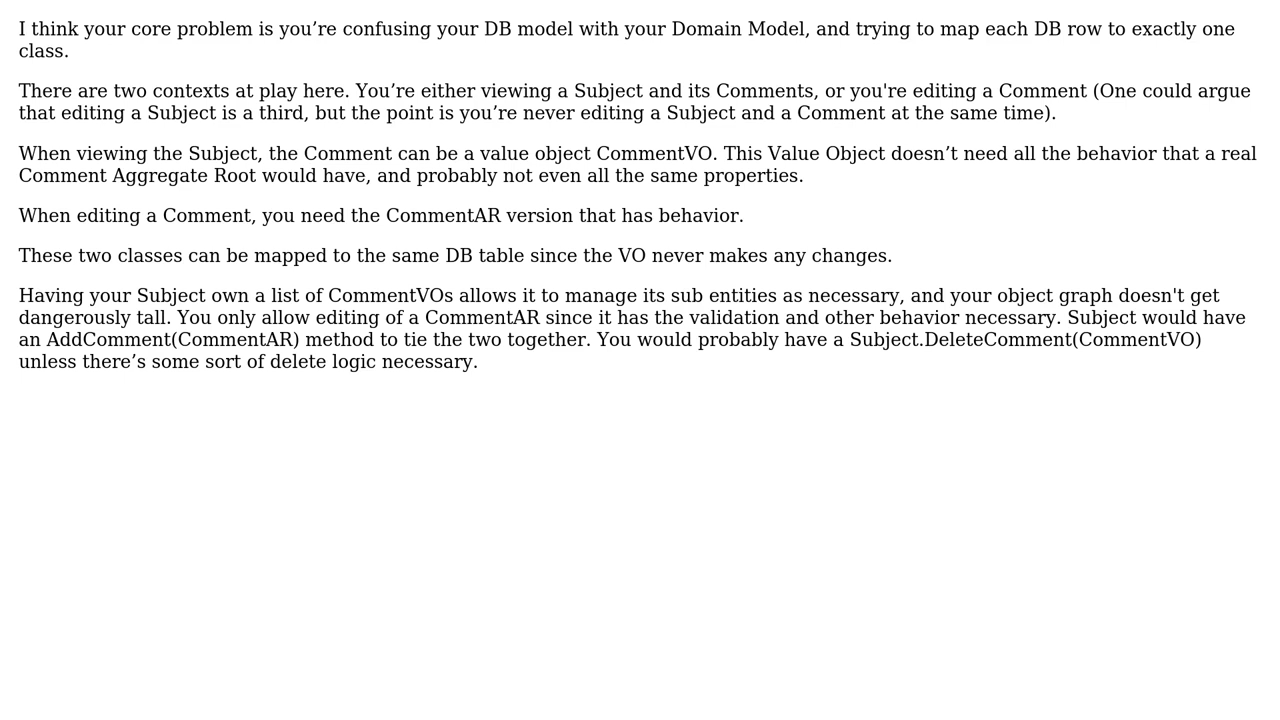 I think your core problem is you’re confusing your DB model with your Domain Model, and trying to map each DB row to exactly one
class.
There are two contexts at play here. You’re either viewing a Subject and its Comments, or you're editing a Comment (One could argue
that editing a Subject is a third, but the point is you’re never editing a Subject and a Comment at the same time).
When viewing the Subject, the Comment can be a value object CommentVO. This Value Object doesn’t need all the behavior that a real
Comment Aggregate Root would have, and probably not even all the same properties.
When editing a Comment, you need the CommentAR version that has behavior.
These two classes can be mapped to the same DB table since the VO never makes any changes.
Having your Subject own a list of CommentVOs allows it to manage its sub entities as necessary, and your object graph doesn't get
dangerously tall. You only allow editing of a CommentAR since it has the validation and other behavior necessary. Subject would have
an AddComment(CommentAR) method to tie the two together. You would probably have a Subject.DeleteComment(CommentVO)
unless there’s some sort of delete logic necessary.